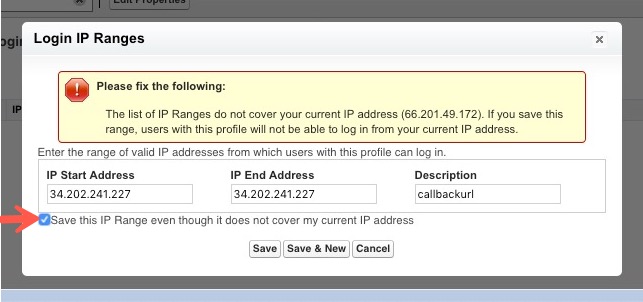 Edit Properties
Login IP Ranges
Please fix the following:
The list of IP Ranges do not cover your current IP address (66.201.49.172). If you save this
range, users with this profile will not be able to log in from your current IP address.
IP
Enter the range of valid IP addresses from which users with this profile can log in.
IP Start Address IP End Address Description
34.202.241.227 34.202.241.227 callbackurl
Save this IP Range even though it does not cover my current IP address
Save Save & New Cancel